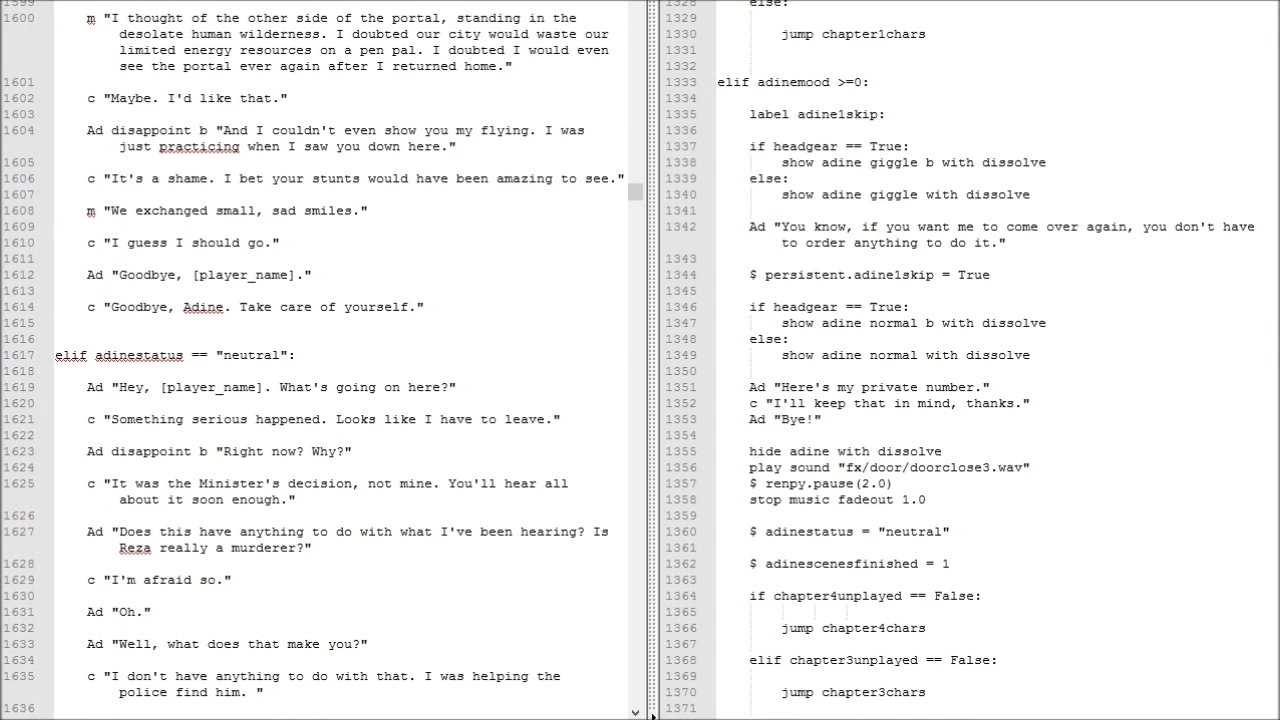 1599
1600 m "I thought of the other side of the portal, standing in the
desolate human wilderness. I doubted our city would waste our
limited energy resources on a pen pal. I doubted I would even
see the portal ever again after I returned home."
1601
1602 c "Maybe. I'd like that."
1603
1604 Ad disappoint b "And I couldn't even show you my flying. I was
just practicing when I saw you down here."
1605
1606 c "It's a shame. I bet your stunts would have been amazing to see."
1607
1608 m "We exchanged small, sad smiles."
1609
1610 c "I guess I should go."
1611
1612 Ad "Goodbye, [player_name]."
1613
1614 c "Goodbye, Adine. Take care of yourself."
1615
1616
1617 elif adinestatus == "neutral":
1618
1619 Ad "Hey, [player_name]. What's going on here?"
1620
1621 c "Something serious happened. Looks like I have to leave."
1622
1623 Ad disappoint b "Right now? Why?"
1624
1625 c "It was the Minister's decision, not mine. You'll hear all
about it soon enough."
1626
1627 Ad "Does this have anything to do with what I've been hearing? Is
Reza really a murderer?"
1628
1629 c "I'm afraid so."
1630
1631 Ad "Oh."
1632
1633 Ad "Well, what does that make you?"
1634
1635 c "I don't have anything to do with that. I was helping the
police find him. "
1636
1328 else:
1329
1330 jump chapter1chars
1331
1332
1333 elif adinemood >=0:
1334
1335 label adine1skip:
1336
1337 if headgear == True:
1338 show adine giggle b with dissolve
1339 else:
1340 show adine giggle with dissolve
1341
1342 Ad "You know, if you want me to come over again, you don't have
to order anything to do it."
1343
1344 $ persistent.adine1skip = True
1345
1346 if headgear == True:
1347 show adine normal b with dissolve
1348 else:
1349 show adine normal with dissolve
1350
1351 Ad "Here's my private number."
1352 c "I'll keep that in mind, thanks."
1353 Ad "Bye!"
1354
1355 hide adine with dissolve
1356 play sound "fx/door/doorclose3.wav"
1357 $ renpy.pause(2.0)
1358 stop music fadeout 1.0
1359
1360 $ adinestatus = "neutral"
1361
1362 $ adinescenesfinished = 1
1363
1364 if chapter4unplayed == False:
1365
1366 jump chapter4chars
1367
1368 elif chapter3unplayed == False:
1369
1370 jump chapter3chars
1371